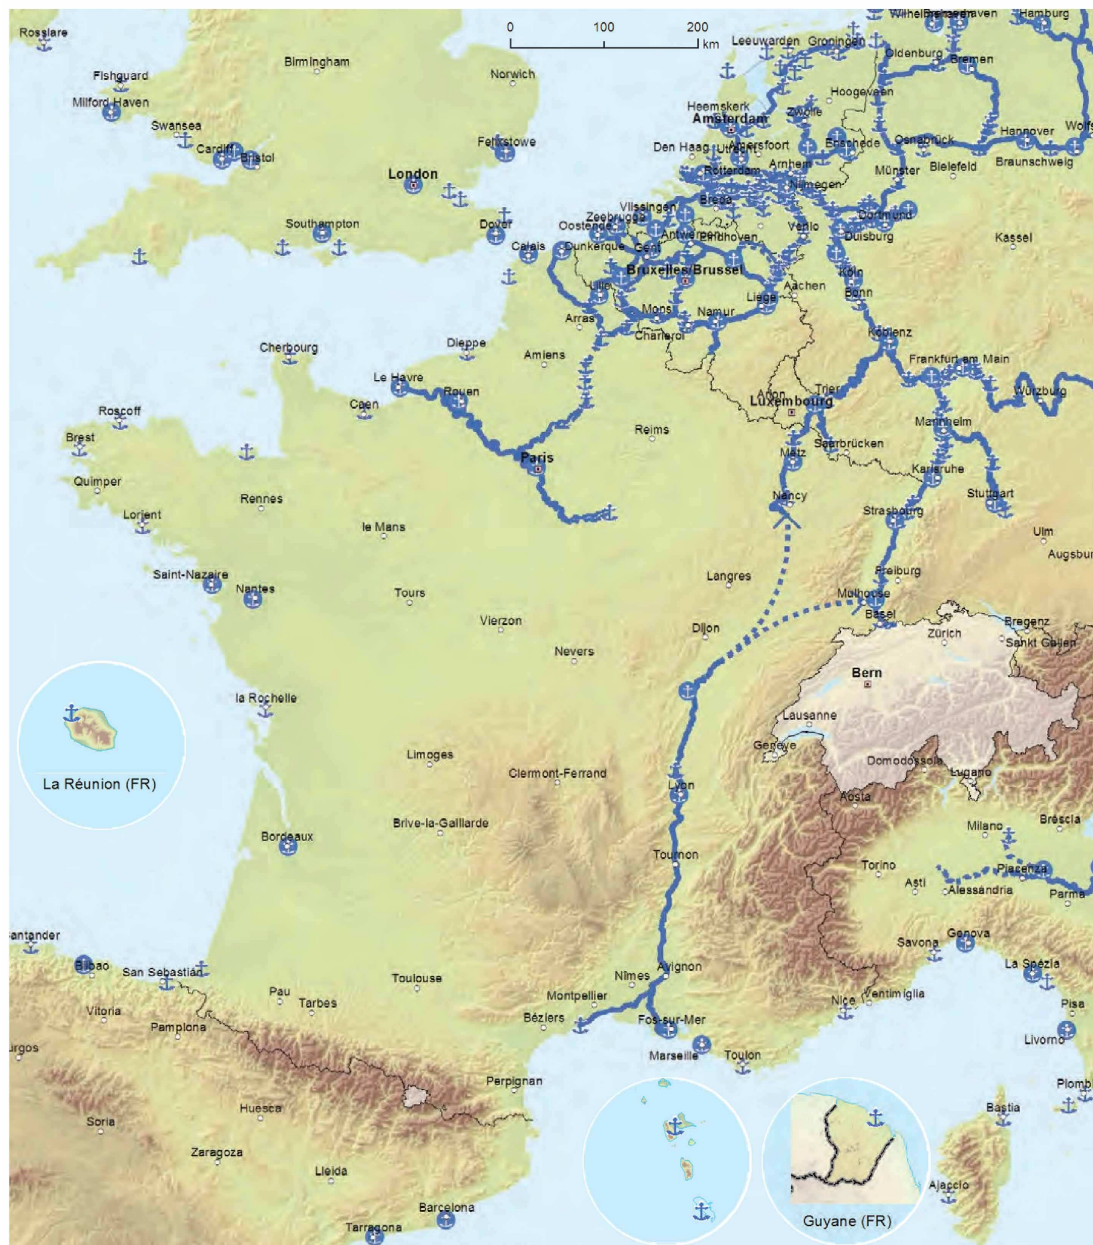 Rosslare
Fishguard
Milford Haven
Swansea
Cardiff
Bristol
Birmingham
Norwich
Felixstowe
London
Southampton
Dover
0 100 200
km
Leeuwarden
Groningen
Wilhelmshaven
Bremerhaven
Hamburg
Oldenburg
Bremen
Heemskerk
Amsterdam
Zwolle
Hoogeveen
Den Haag
Utrecht
Amersfoort
Enschede
Osnabrück
Hannover
Wolfs
Braunschweig
Rotterdam
Arnhem
Nijmegen
Münster
Bielefeld
Breda
Vlissingen
Zeebrugge
Oostende
Antwerpen
Eindhoven
Venlo
Dortmund
Duisburg
Kassel
Calais
Dunkerque
Gent
Bruxelles/Brussel
Lille
Aachen
Köln
Bonn
Liège
Arras
Mons
Namur
Charleroi
Koblenz
Dieppe
Amiens
Cherbourg
Le Havre
Rouen
Caen
Frankfurt am Main
Würzburg
Arlon
Trier
Luxembourg
Mannheim
Reims
Saarbrücken
Roscoff
Brest
Paris
Metz
Karlsruhe
Quimper
Rennes
Nancy
Stuttgart
Lorient
le Mans
Strasbourg
Ulm
Augsburg
Saint-Nazaire
Nantes
Tours
Langres
Freiburg
Mulhouse
Basel
Vierzon
Dijon
Bregenz
Zürich
Sankt Gallen
Nevers
Bern
la Rochelle
Lausanne
Genève
La Réunion (FR)
Limoges
Clermont-Ferrand
Lyon
Domodossola
Lugano
Aosta
Brive-la-Gaillarde
Bordeaux
Milano
Bréscia
Tournon
Torino
Piacenza
Asti
Alessándria
Parma
Santander
Bilbao
San Sebastián
Savona
Genova
La Spézia
Vitoria
Pamplona
Pau
Tarbes
Toulouse
Nîmes
Avignon
Montpellier
Béziers
Fos-sur-Mer
Nice
Ventimiglia
Pisa
Livorno
urgos
Marseille
Toulon
Perpignan
Piomb
Soria
Huesca
Bastia
Zaragoza
Lleida
Ajaccio
Barcelona
Tarragona
Guyane (FR)